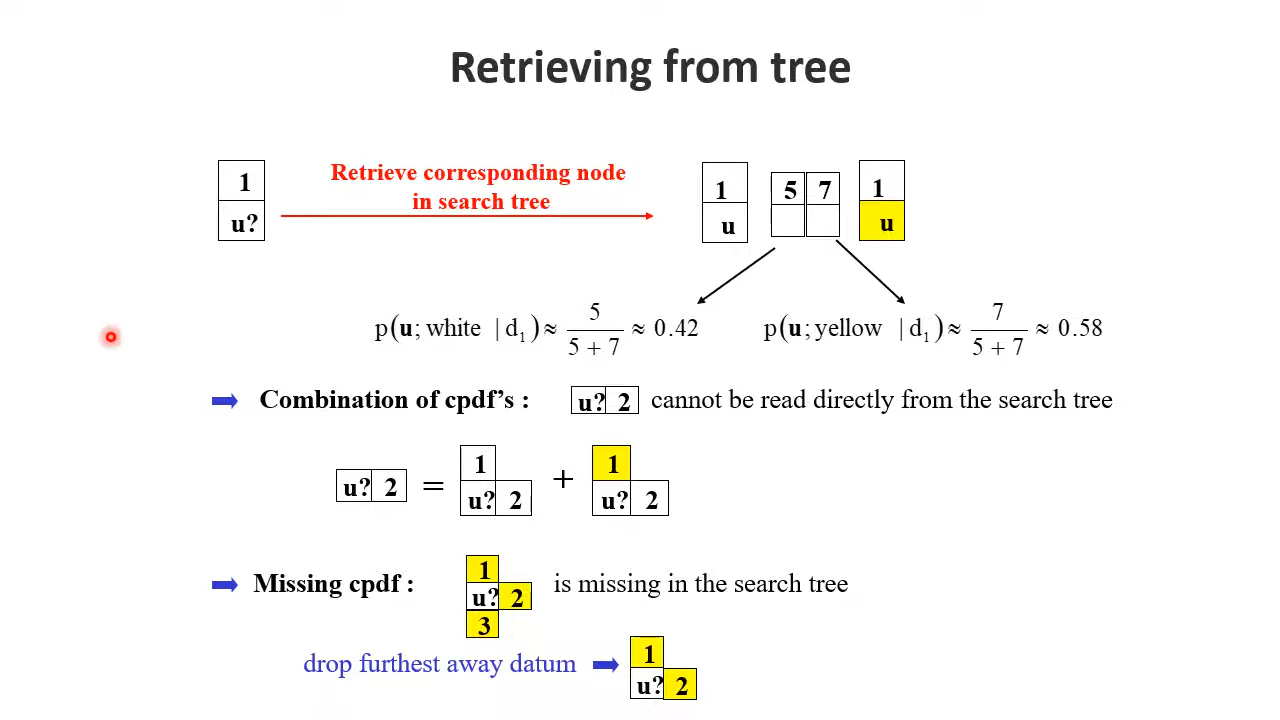 Retrieving from tree
1
u?
Retrieve corresponding node
in search tree
1
u
5 7
1
u
p(u; white | d₁) ≈ 5 / (5 + 7) ≈ 0.42
p(u; yellow | d₁) ≈ 7 / (5 + 7) ≈ 0.58
Combination of cpdf's : u? 2 cannot be read directly from the search tree
1 1
u? 2 = u? 2 + u? 2
1
Missing cpdf : u? 2 is missing in the search tree
3
1
drop furthest away datum u? 2